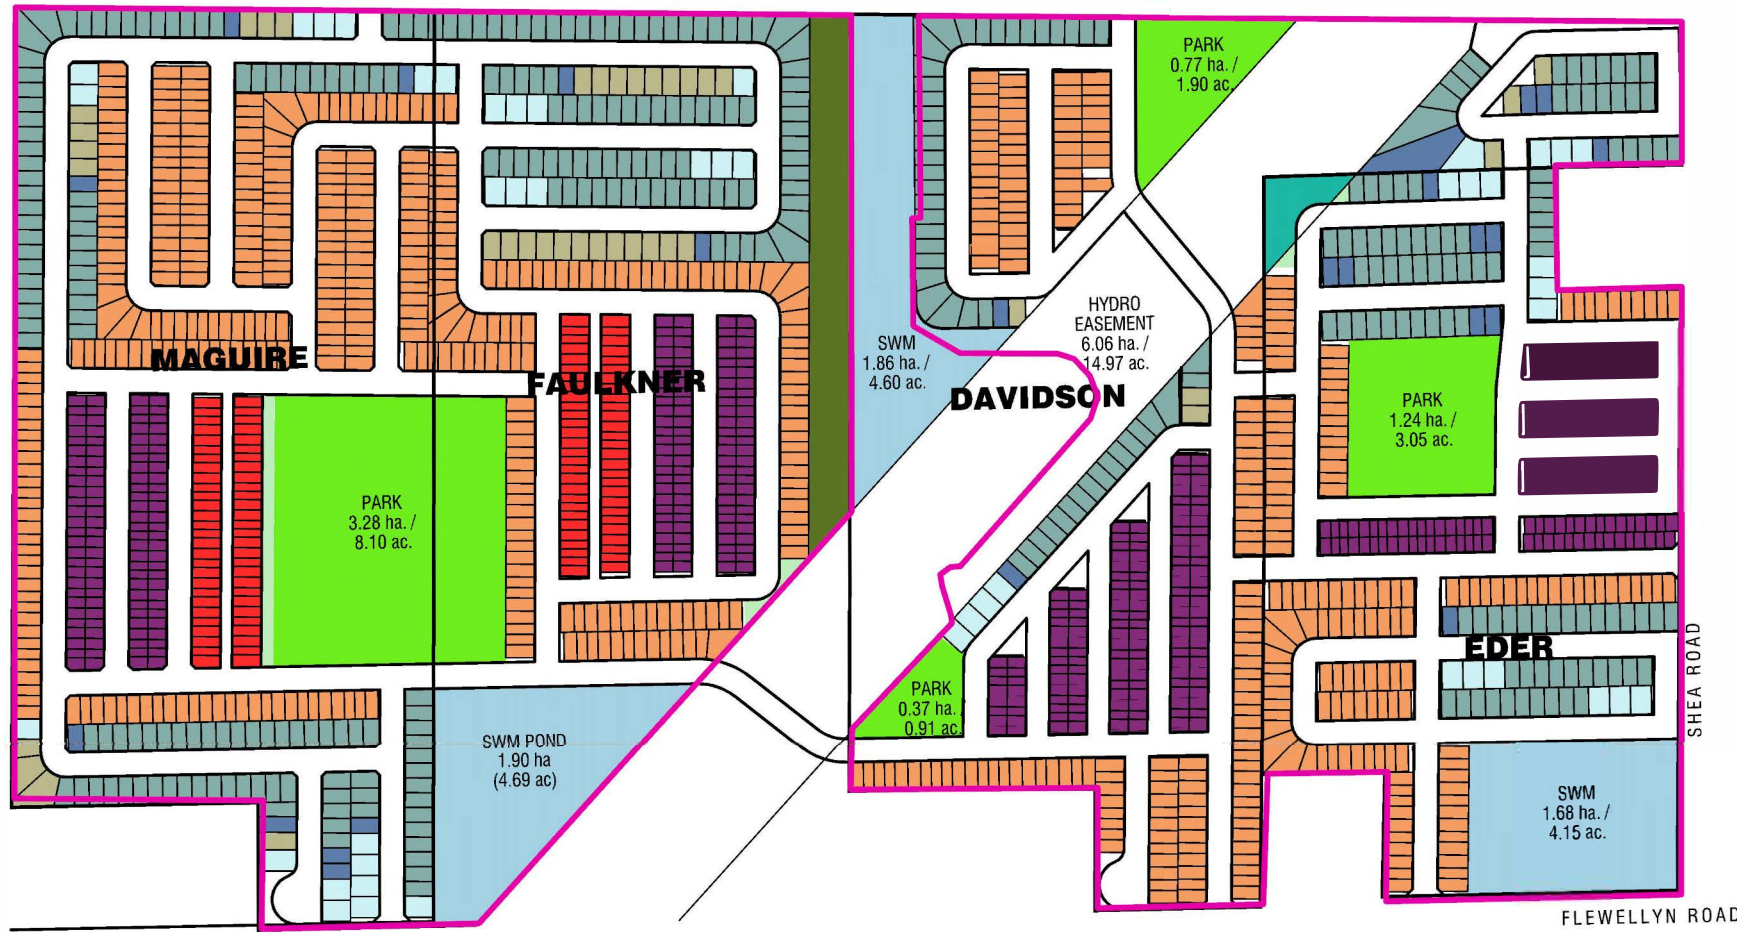 PARK
0.77 ha. /
1.90 ac.
HYDRO
EASEMENT
6.06 ha. /
14.97 ac.
SWM
1.86 ha. /
4.60 ac.
MAGUIRE
FAULKNER
DAVIDSON
PARK
1.24 ha. /
3.05 ac.
PARK
3.28 ha. /
8.10 ac.
EDER
SHEA ROAD
PARK
0.37 ha. /
0.91 ac.
SWM POND
1.90 ha
(4.69 ac)
SWM
1.68 ha. /
4.15 ac.
FLEWELLYN ROAD